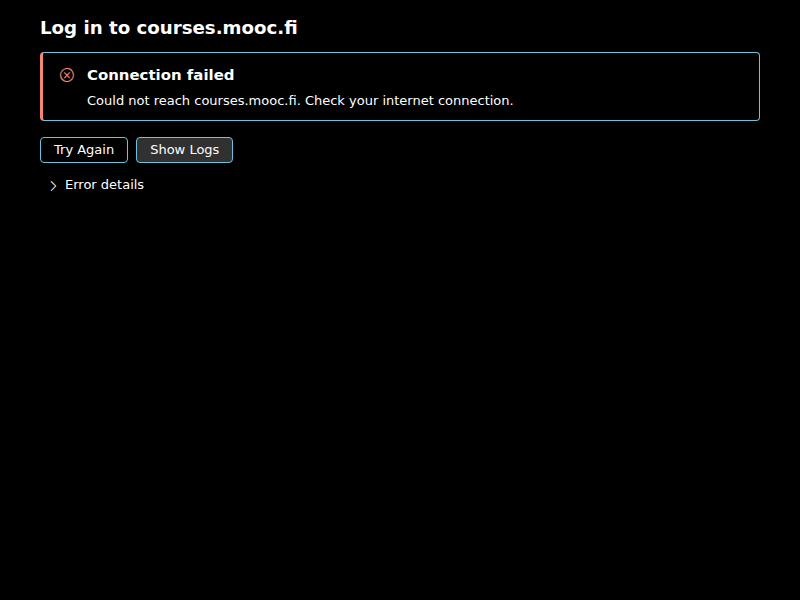 Log in to courses.mooc.fi
Connection failed
Could not reach courses.mooc.fi. Check your internet connection.
Try Again
Show Logs
Error details